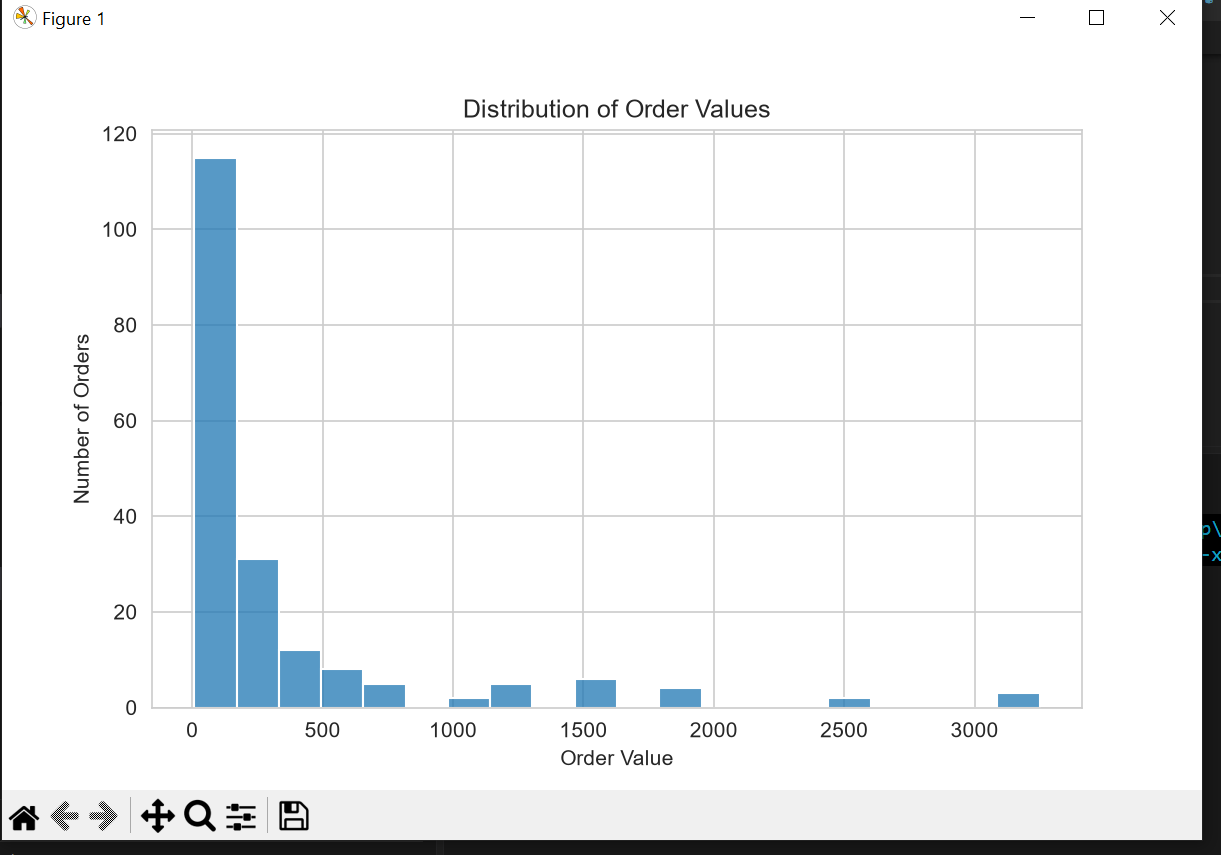 Figure 1
Distribution of Order Values
120
100
80
60
40
20
0
Number of Orders
0 500 1000 1500 2000 2500 3000
Order Value
p\
-x